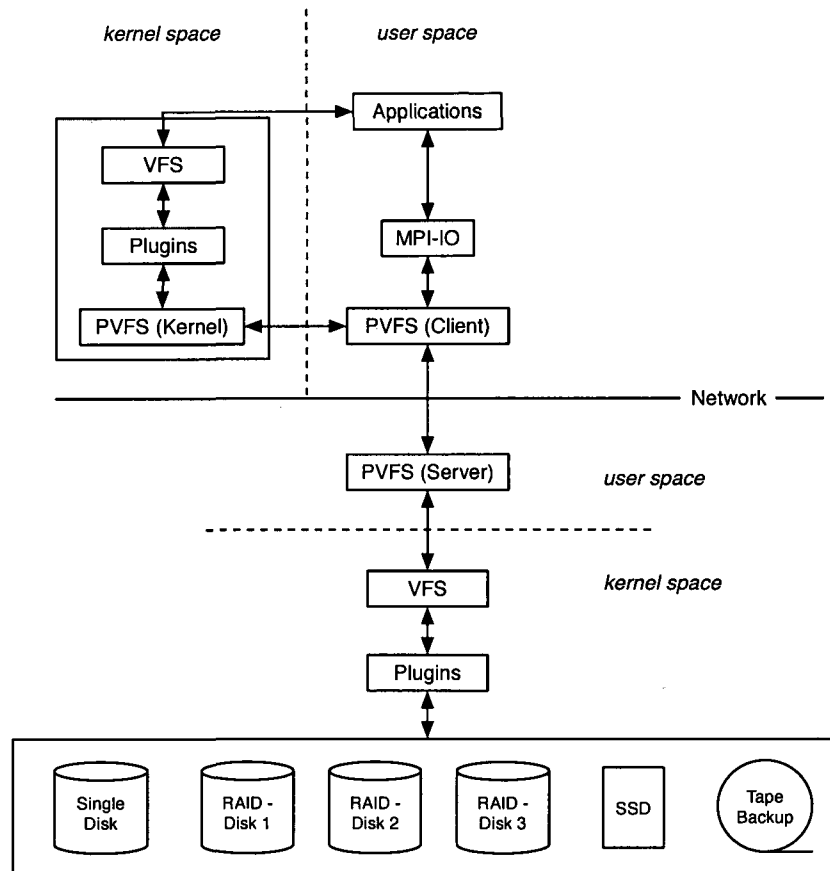 kernel space
user space
Applications
VFS
Plugins
MPI-IO
PVFS (Kernel)
PVFS (Client)
Network
PVFS (Server)
user space
VFS
kernel space
Plugins
Single
Disk
RAID -
Disk 1
RAID -
Disk 2
RAID -
Disk 3
SSD
Tape
Backup